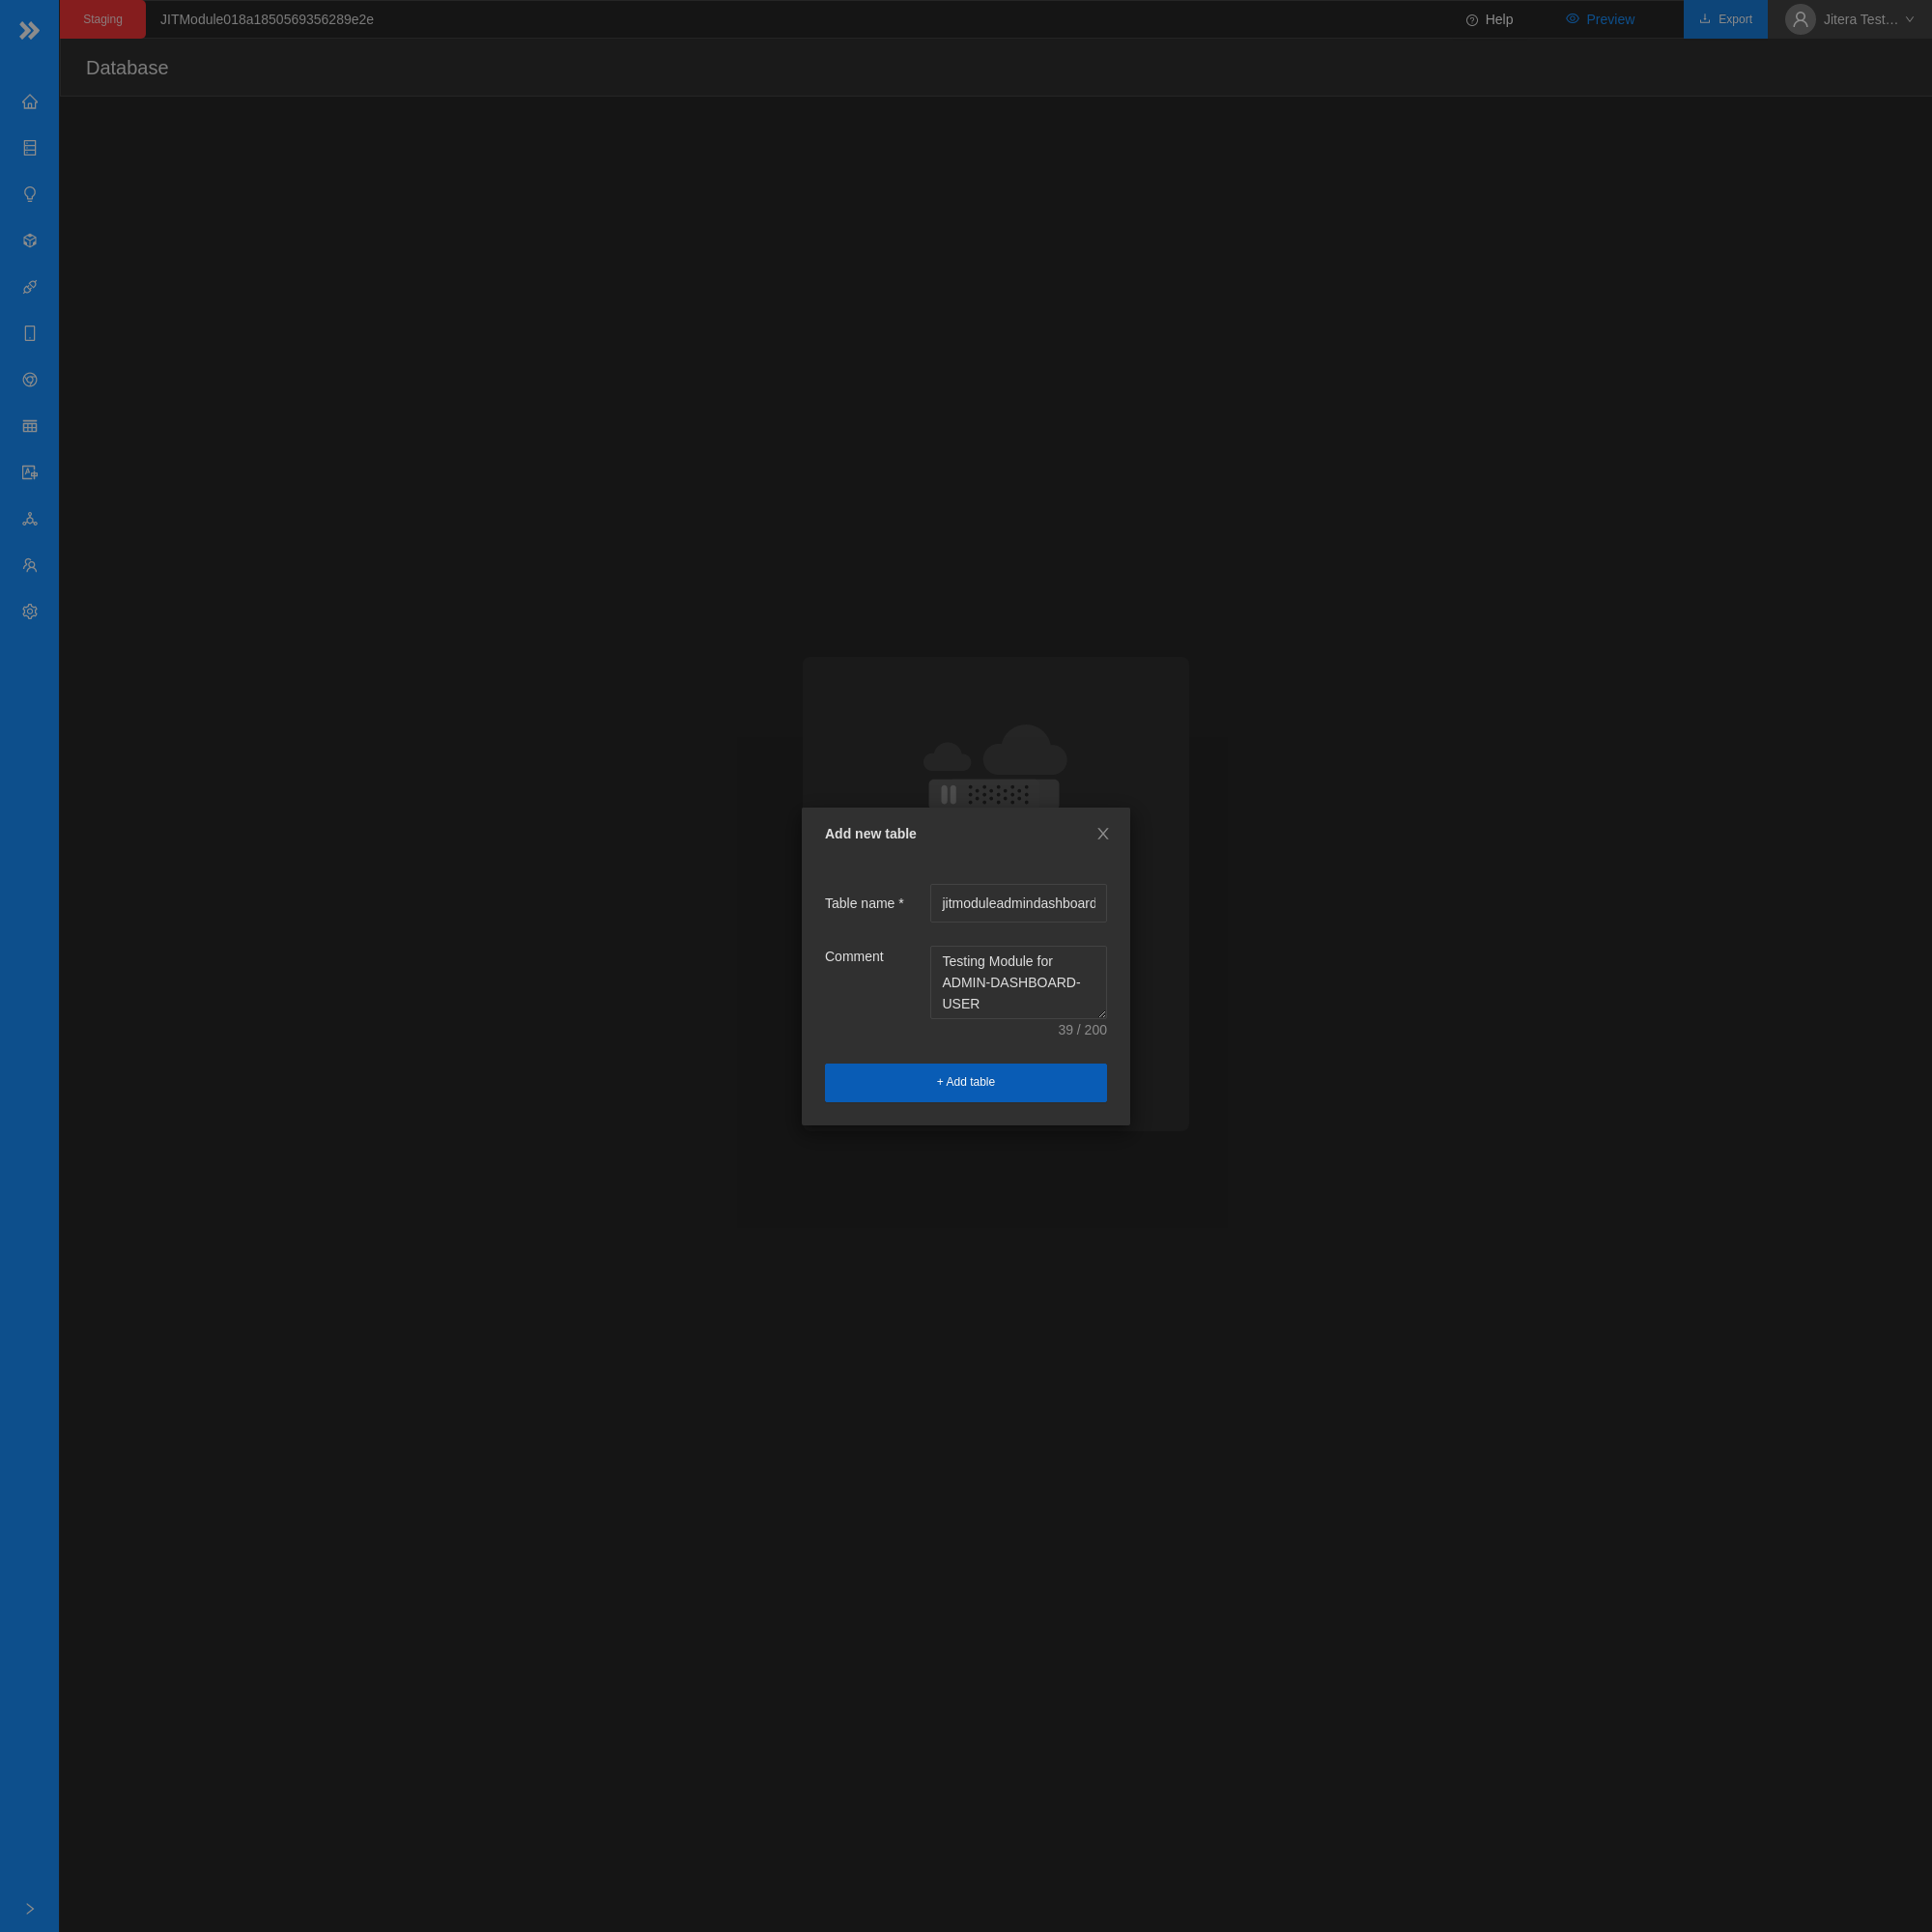 Staging
JITModule018a1850569356289e2e
Help
Preview
Export
Jitera Test...
Database
Add new table
Table name *
jitmoduleadmindashboard
Comment
Testing Module for
ADMIN-DASHBOARD-
USER
39 / 200
+ Add table